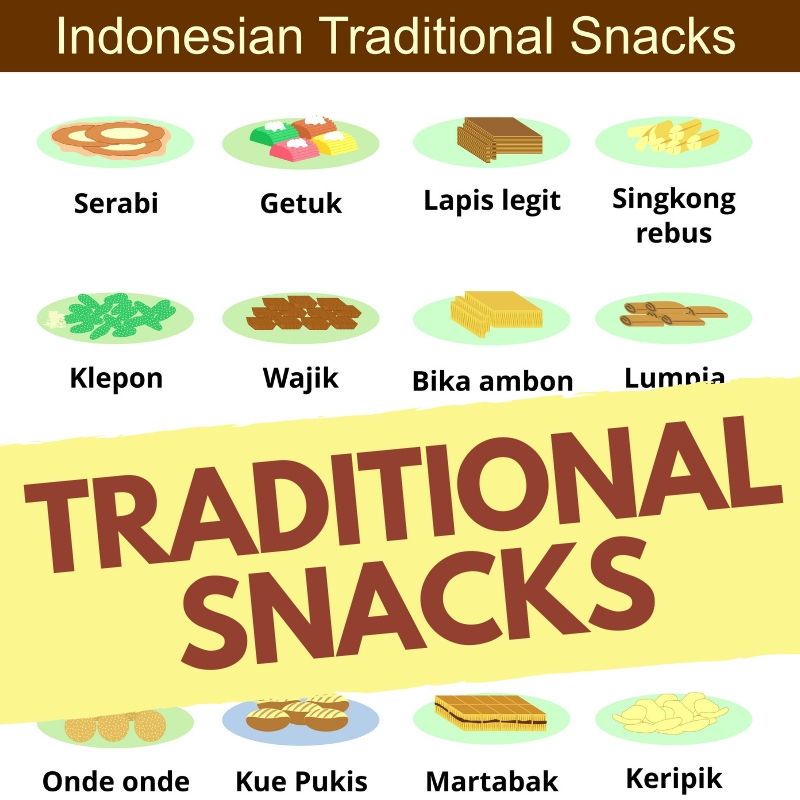 Indonesian Traditional Snacks
Serabi
Getuk
Lapis legit
Singkong
rebus
Klepon
Wajik
Bika ambon
Lumpia
TRADITIONAL
SNACKS
Onde onde
Kue Pukis
Martabak
Keripik